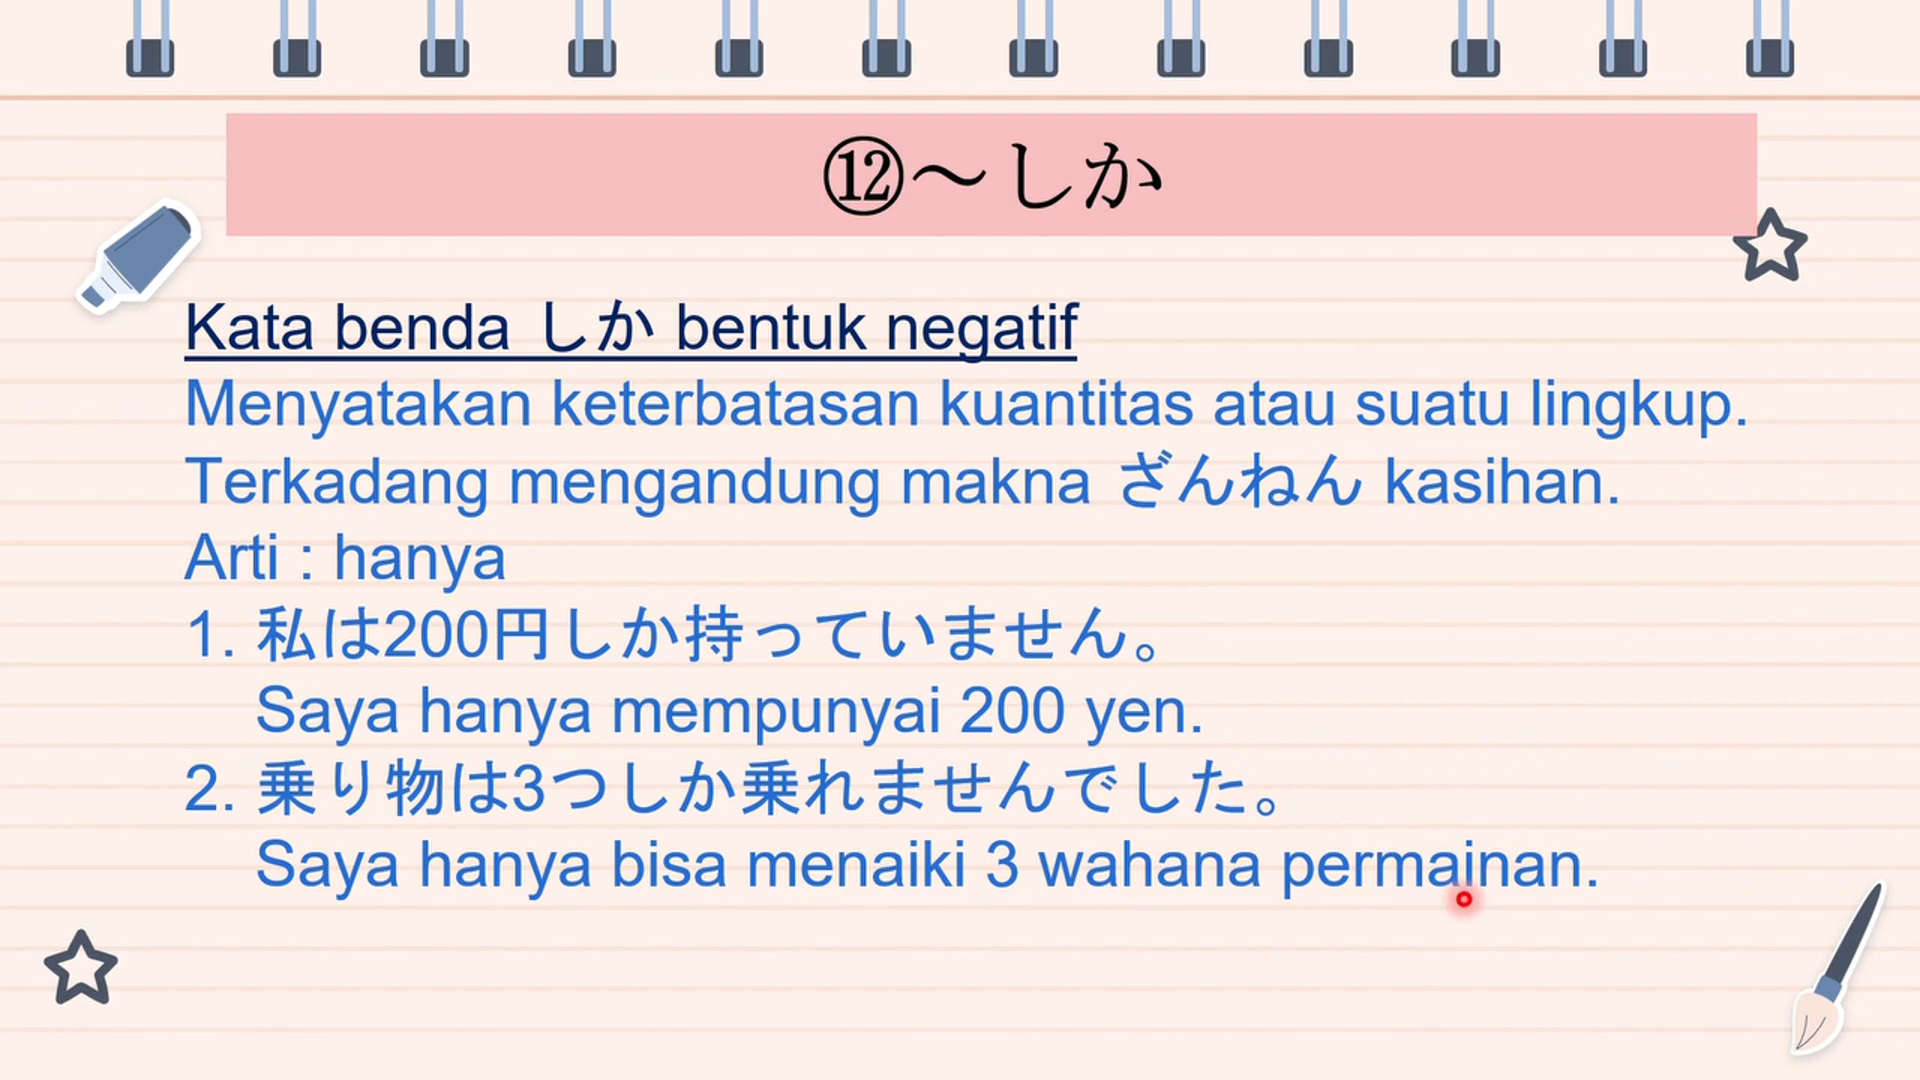 ⑫～しか
Kata benda しか bentuk negatif
Menyatakan keterbatasan kuantitas atau suatu lingkup.
Terkadang mengandung makna ざんねん kasihan.
Arti : hanya
1. 私は200円しか持っていません。
Saya hanya mempunyai 200 yen.
2. 乗り物は3つしか乗れませんでした。
Saya hanya bisa menaiki 3 wahana permainan.